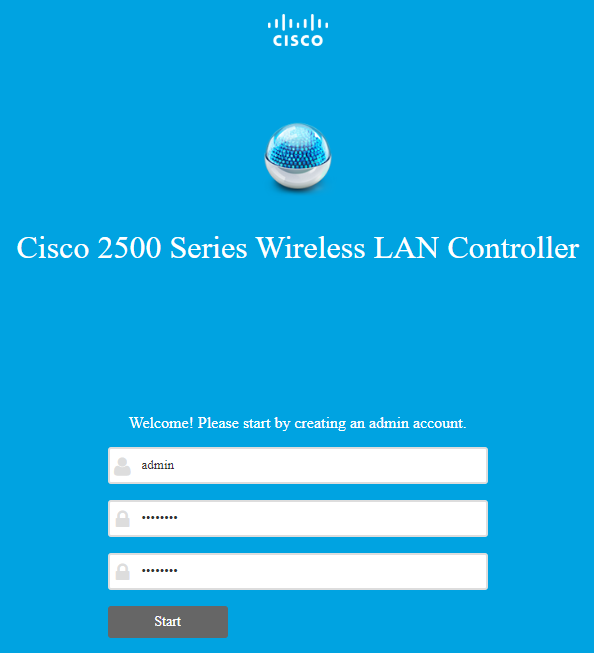 CISCO
Cisco 2500 Series Wireless LAN Controller
Welcome! Please start by creating an admin account.
admin
••••••••
••••••••
Start